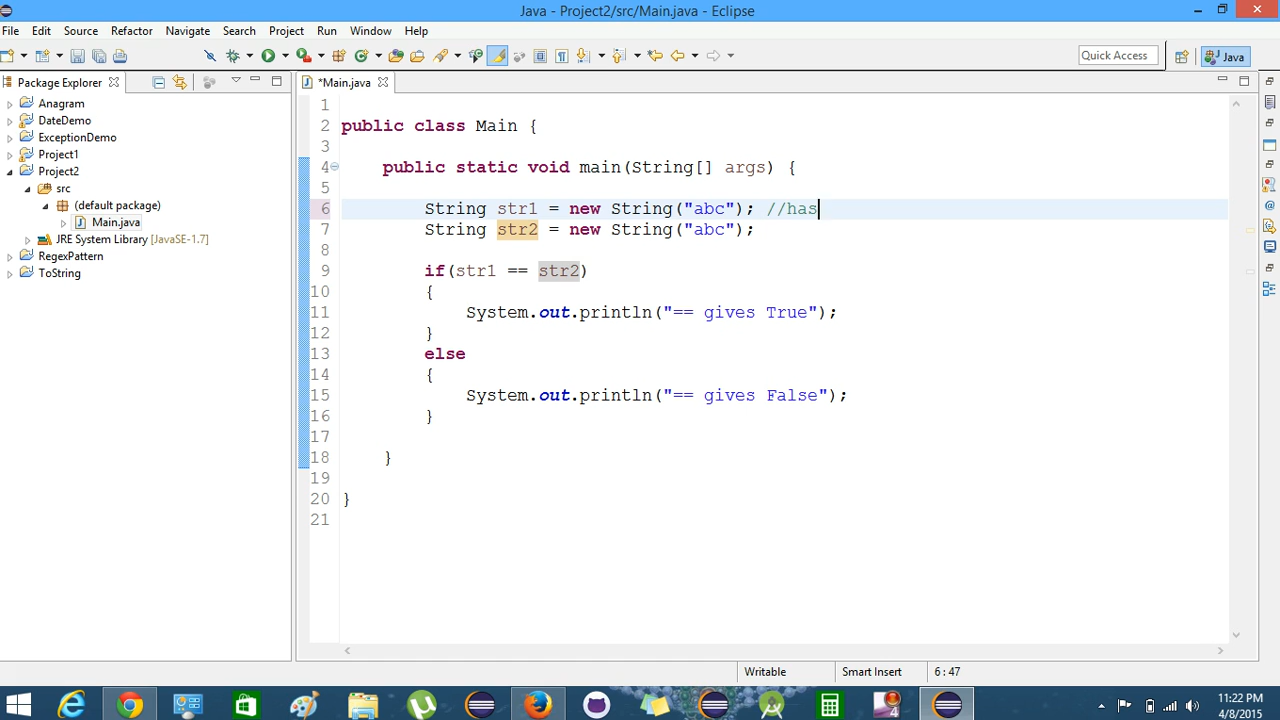 Java - Project2/src/Main.java - Eclipse
File Edit Source Refactor Navigate Search Project Run Window Help
Quick Access
Java
Package Explorer
*Main.java
Anagram
DateDemo
ExceptionDemo
Project1
Project2
src
(default package)
Main.java
JRE System Library [JavaSE-1.7]
RegexPattern
ToString
1
2 public class Main {
3
4 public static void main(String[] args) {
5
6 String str1 = new String("abc"); //has
7 String str2 = new String("abc");
8
9 if(str1 == str2)
10 {
11 System.out.println("== gives True");
12 }
13 else
14 {
15 System.out.println("== gives False");
16 }
17
18 }
19
20 }
21
Writable
Smart Insert
6 : 47
4
11:22 PM
4/8/2015